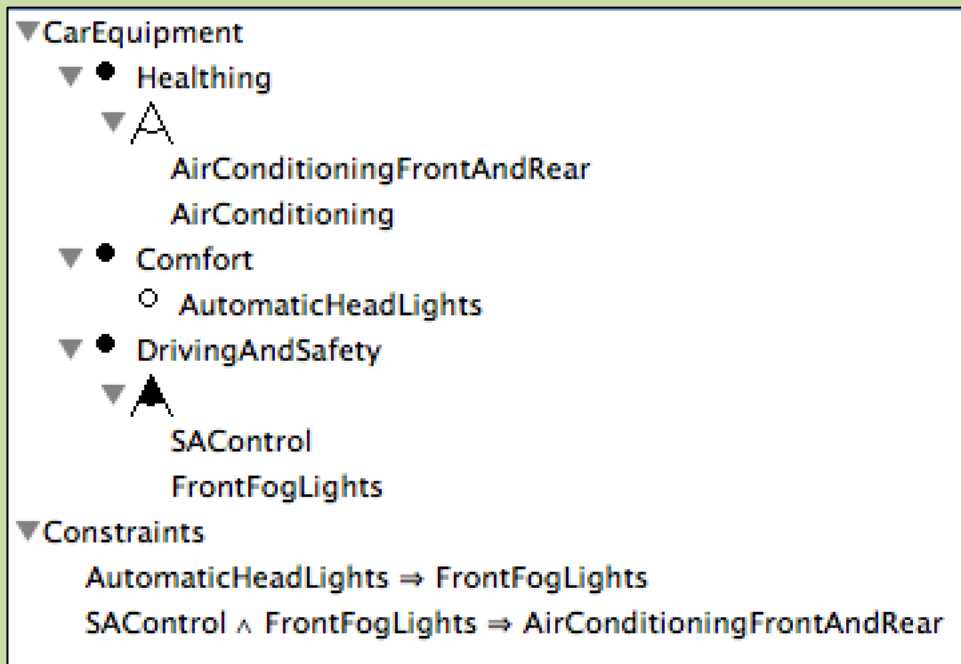 CarEquipment
Healthing
AirConditioningFrontAndRear
AirConditioning
Comfort
AutomaticHeadLights
DrivingAndSafety
SAControl
FrontFogLights
Constraints
AutomaticHeadLights ⇒ FrontFogLights
SAControl ∧ FrontFogLights ⇒ AirConditioningFrontAndRear